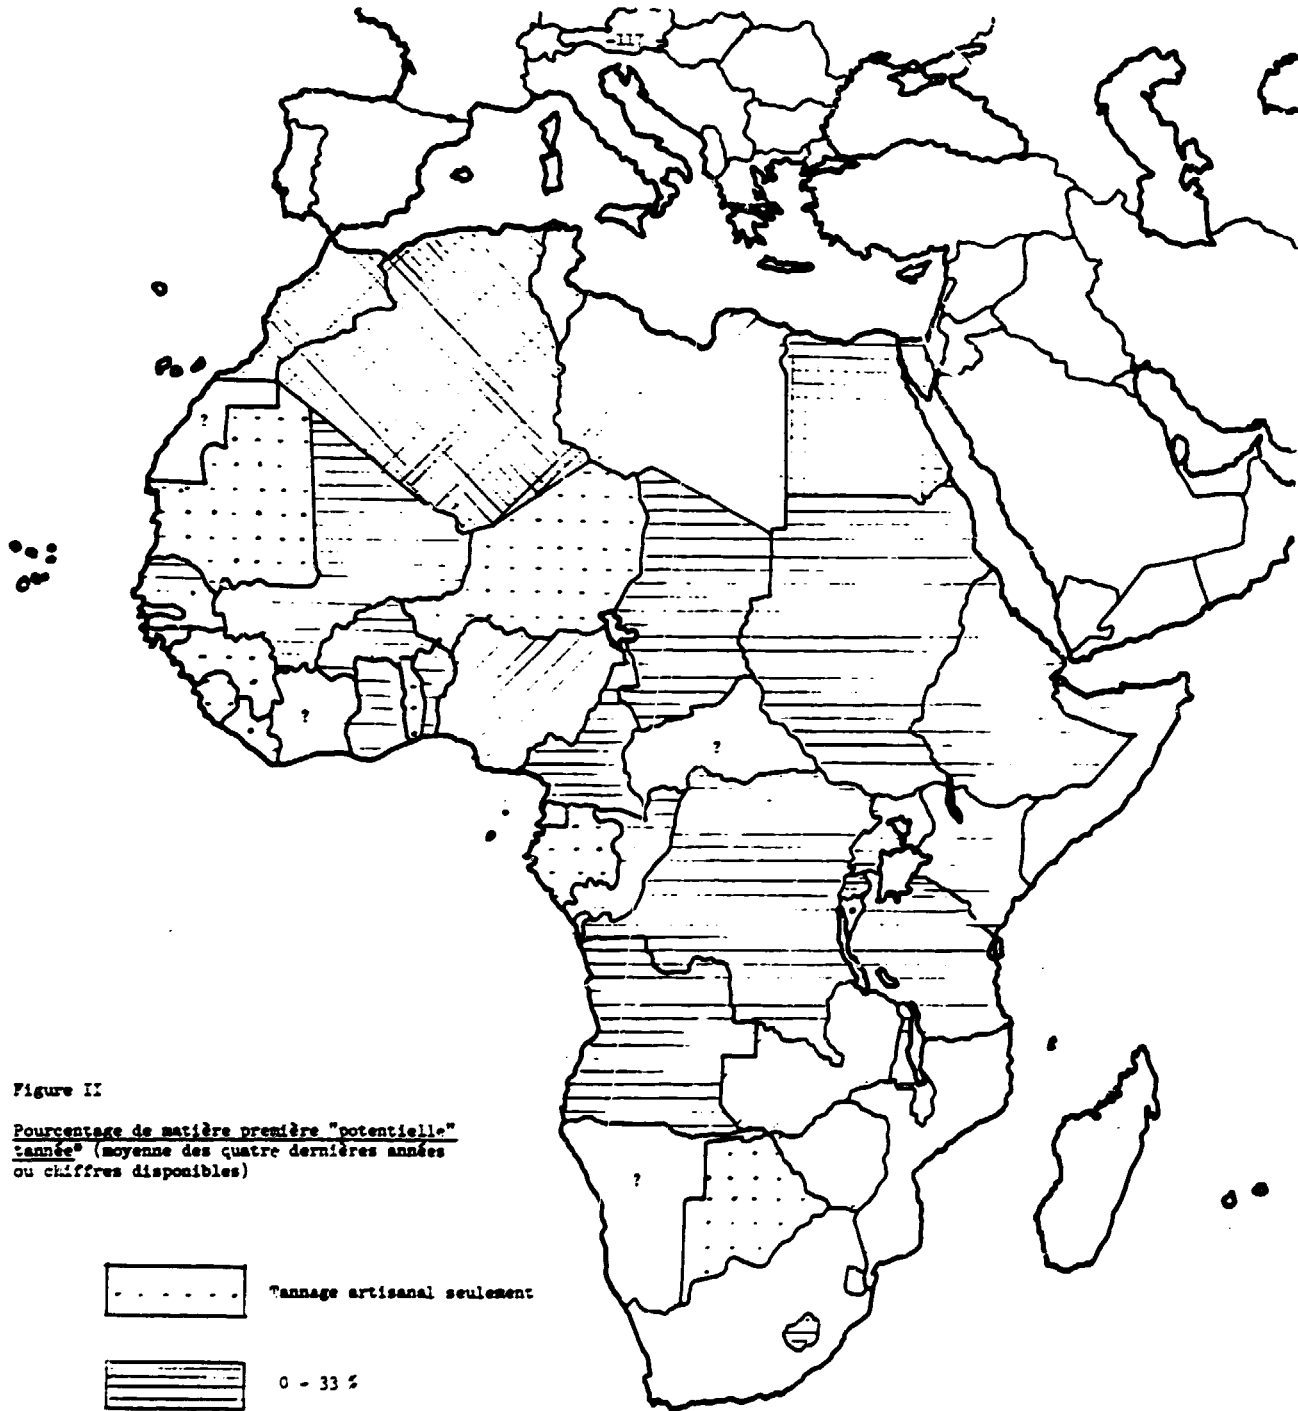 -117-
?
?
?
?
Figure II
Pourcentage de matière première "potentielle"
tannée* (moyenne des quatre dernières années
ou chiffres disponibles)
Tannage artisanal seulement
0 - 33 %